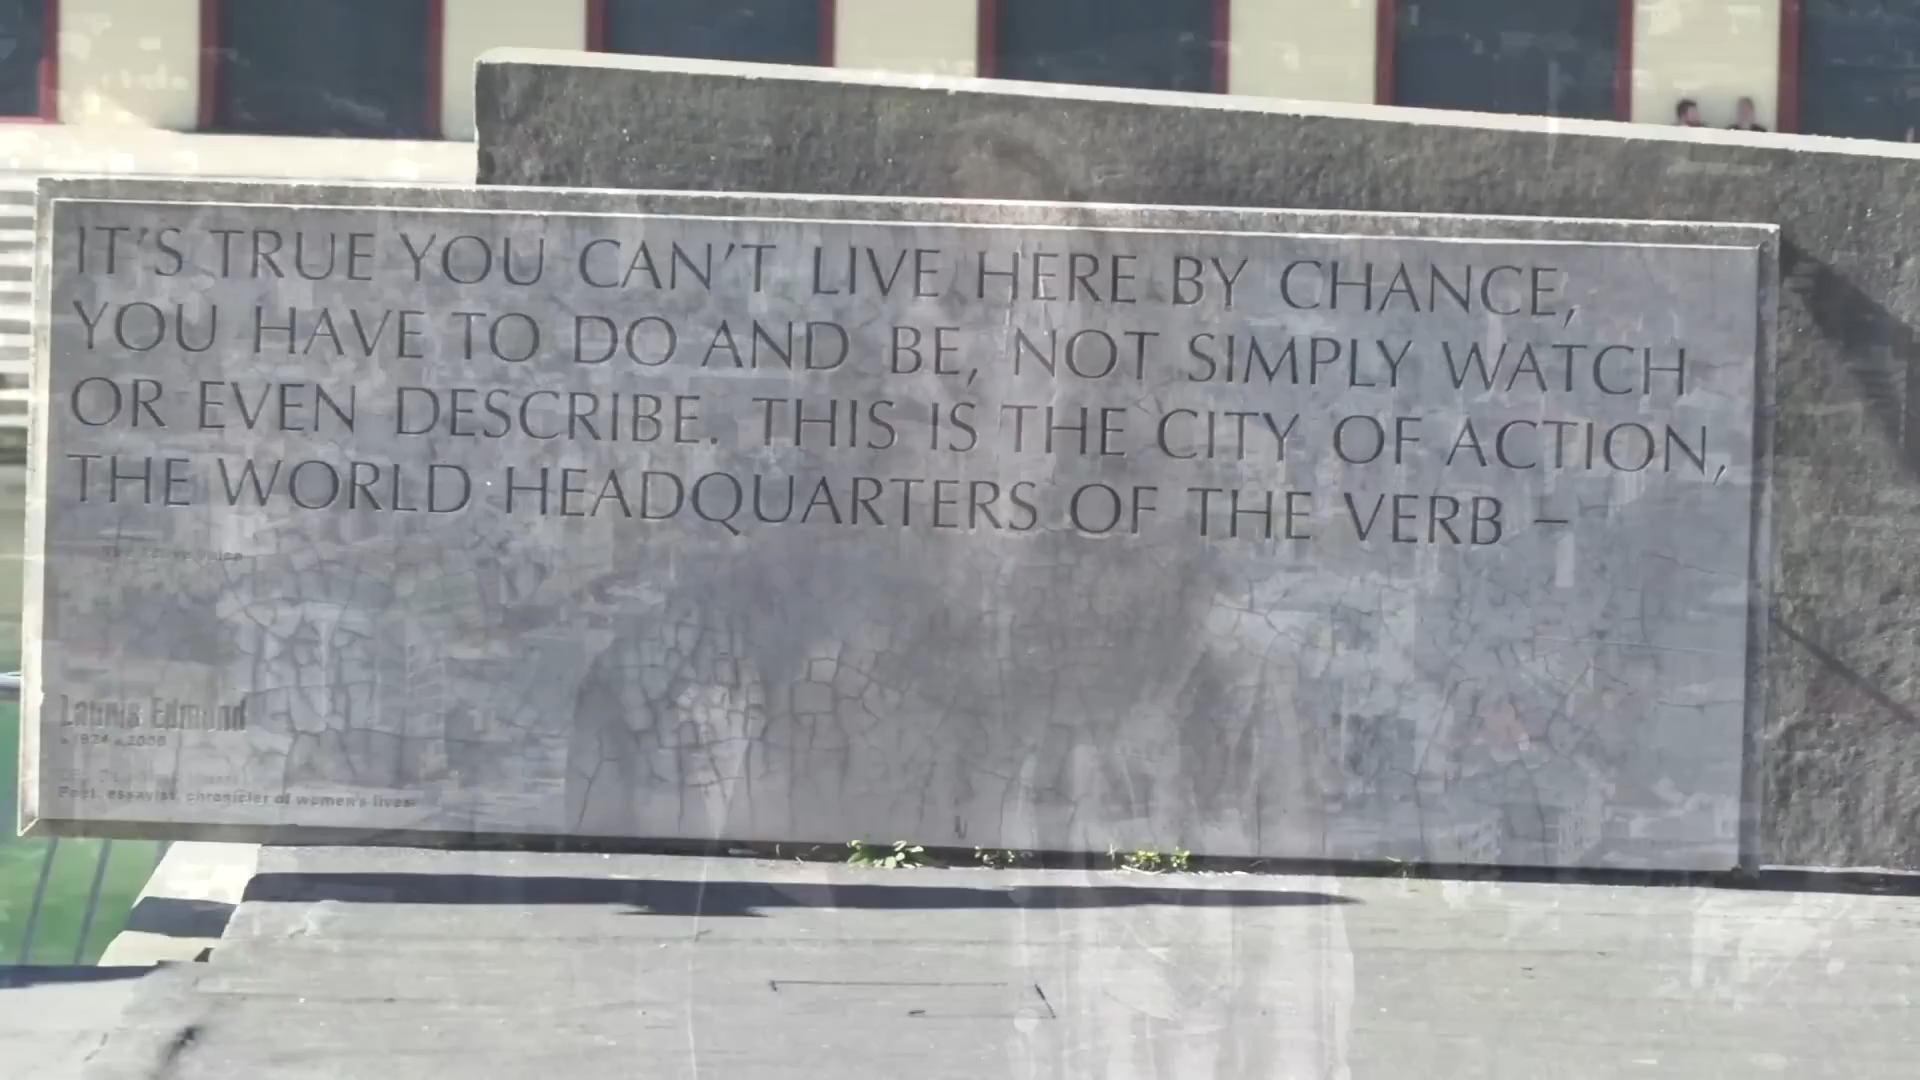 IT'S TRUE YOU CAN'T LIVE HERE BY CHANCE,
YOU HAVE TO DO AND BE, NOT SIMPLY WATCH
OR EVEN DESCRIBE. THIS IS THE CITY OF ACTION,
THE WORLD HEADQUARTERS OF THE VERB –
Lauris Edmond
Poet, essayist, chronicler of women's lives